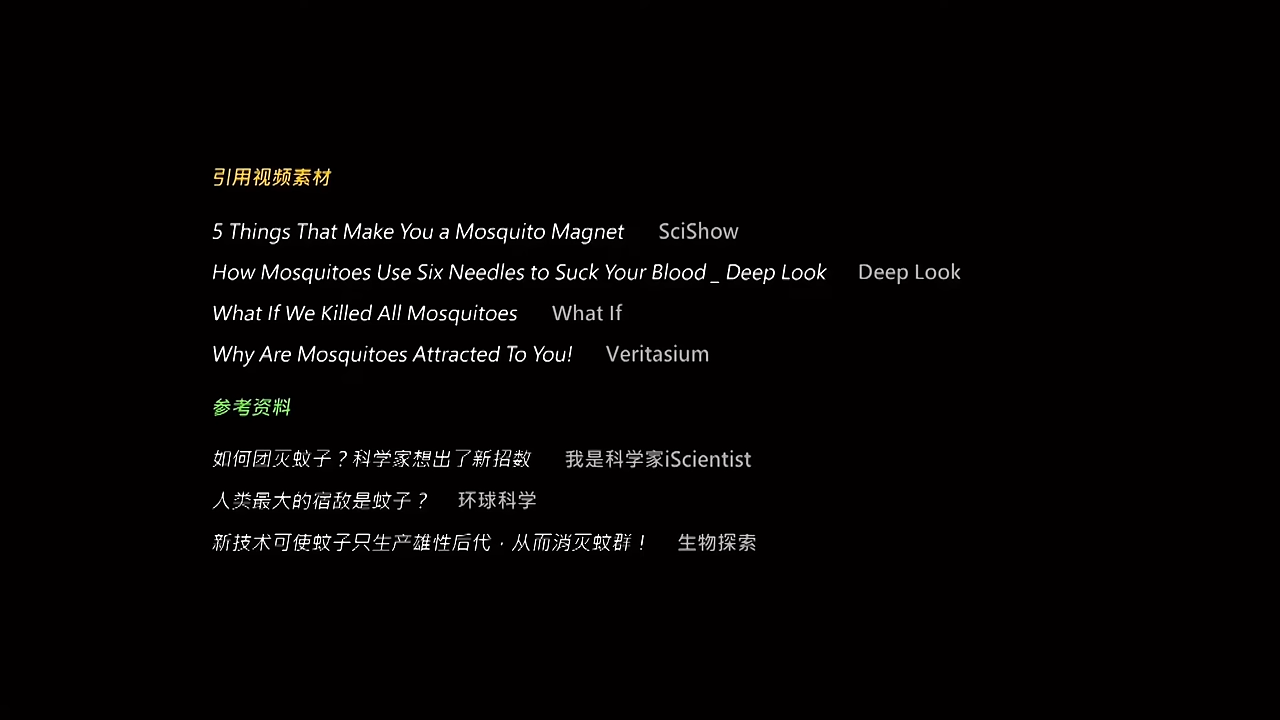 引用视频素材
5 Things That Make You a Mosquito Magnet SciShow
How Mosquitoes Use Six Needles to Suck Your Blood _ Deep Look Deep Look
What If We Killed All Mosquitoes What If
Why Are Mosquitoes Attracted To You! Veritasium
参考资料
如何团灭蚊子？科学家想出了新招数 我是科学家iScientist
人类最大的宿敌是蚊子？ 环球科学
新技术可使蚊子只生产雄性后代，从而消灭蚊群！ 生物探索